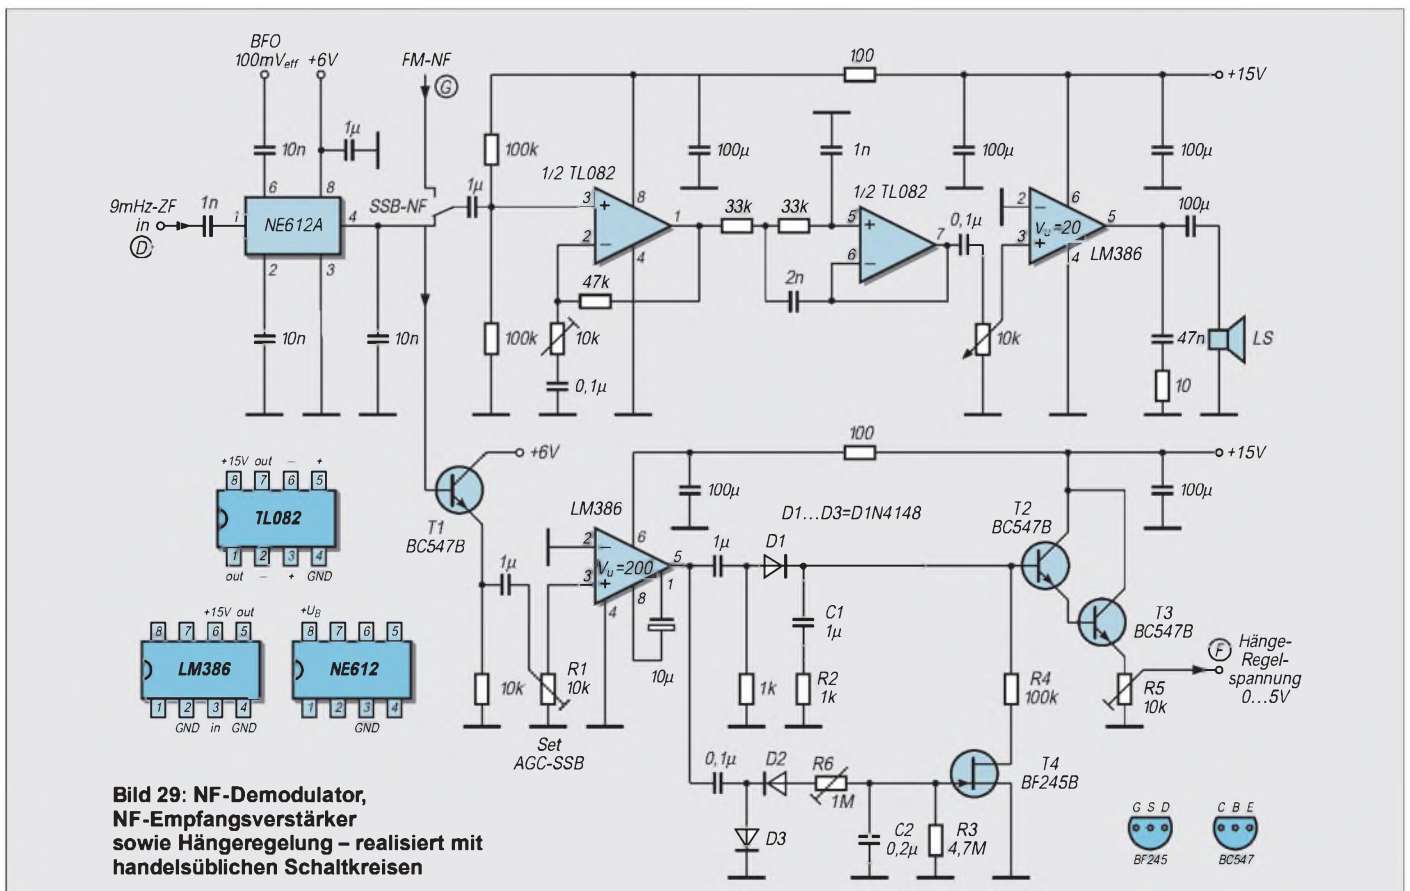 BFO
100mVeff
+6V
FM-NF
G
100
+15V
1µ
10n
100k
100µ
1n
100µ
100µ
1/2 TL082
1/2 TL082
6
8
1µ
SSB-NF
9mHz-ZF
in
D
1n
1
NE612A
4
2
3
3
+
8
1
2
–
4
33k
33k
5
+
6
–
7
0,1µ
2
–
6
Vu=20
5
3
+
4
LM386
100µ
47k
2n
10n
10n
100k
10k
10k
47n
LS
0,1µ
10
+6V
100
+15V
+15V out – +
8 7 6 5
TL082
1 2 3 4
out – + GND
T1
BC547B
LM386
100µ
D1...D3=D1N4148
T2
BC547B
100µ
1µ
2
–
6
Vu=200
5
3
+
1
8
4
1µ
D1
C1
1µ
T3
BC547B
F
Hänge-
Regel-
spannung
0...5V
+15V out
8 7 6 5
LM386
1 2 3 4
GND in GND
+UB
8 7 6 5
NE612
1 2 3 4
GND
10k
R1
10k
10µ
1k
R2
1k
R4
100k
R5
10k
Set
AGC-SSB
0,1µ
D2
R6
1M
T4
BF245B
D3
C2
0,2µ
R3
4,7M
G S D
BF245
C B E
BC547
Bild 29: NF-Demodulator,
NF-Empfangsverstärker
sowie Hängeregelung – realisiert mit
handelsüblichen Schaltkreisen